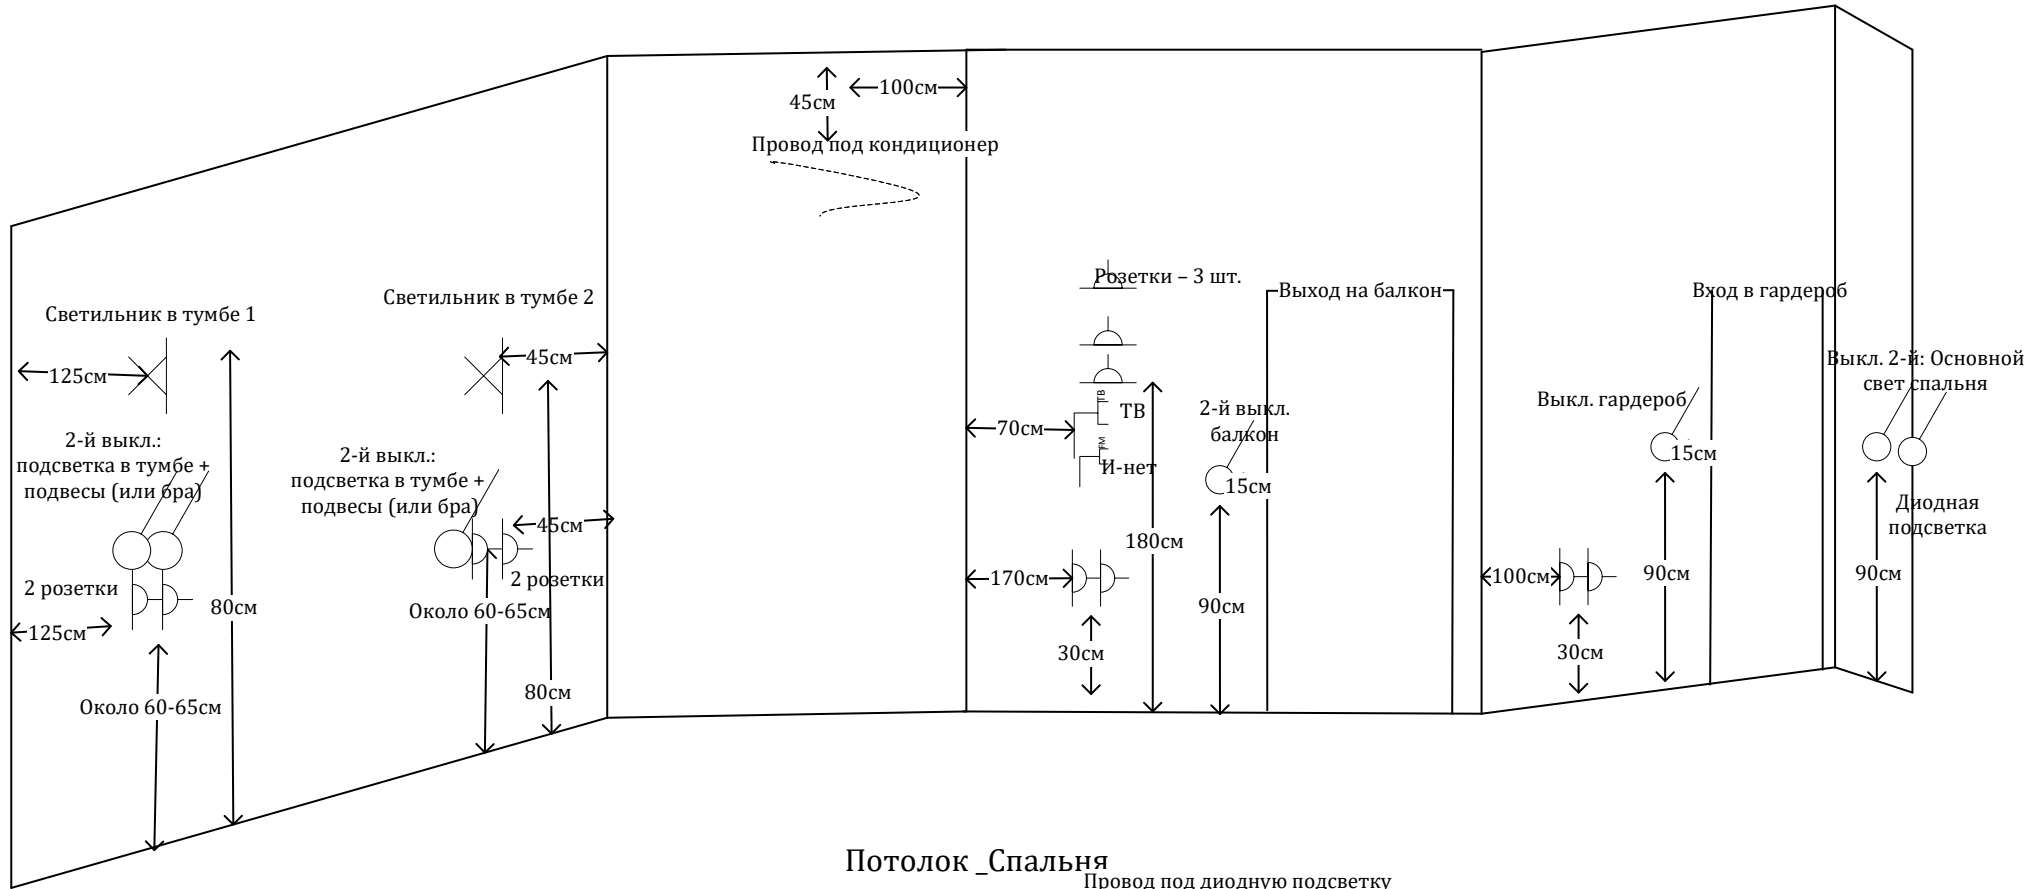 100см
45см
Провод под кондиционер
Светильник в тумбе 1
125см
2-й выкл.:
подсветка в тумбе +
подвесы (или бра)
2 розетки
125см
80см
Около 60-65см
Светильник в тумбе 2
45см
2-й выкл.:
подсветка в тумбе +
подвесы (или бра)
45см
2 розетки
Около 60-65см
80см
Розетки – 3 шт.
ТВ
ТВ
70см
FM
И-нет
2-й выкл.
балкон
15см
180см
170см
90см
30см
Выход на балкон
Вход в гардероб
Выкл. гардероб
15см
100см
90см
30см
Выкл. 2-й: Основной
свет спальня
Диодная
подсветка
90см
Потолок _Спальня
Провод под диодную подсветку